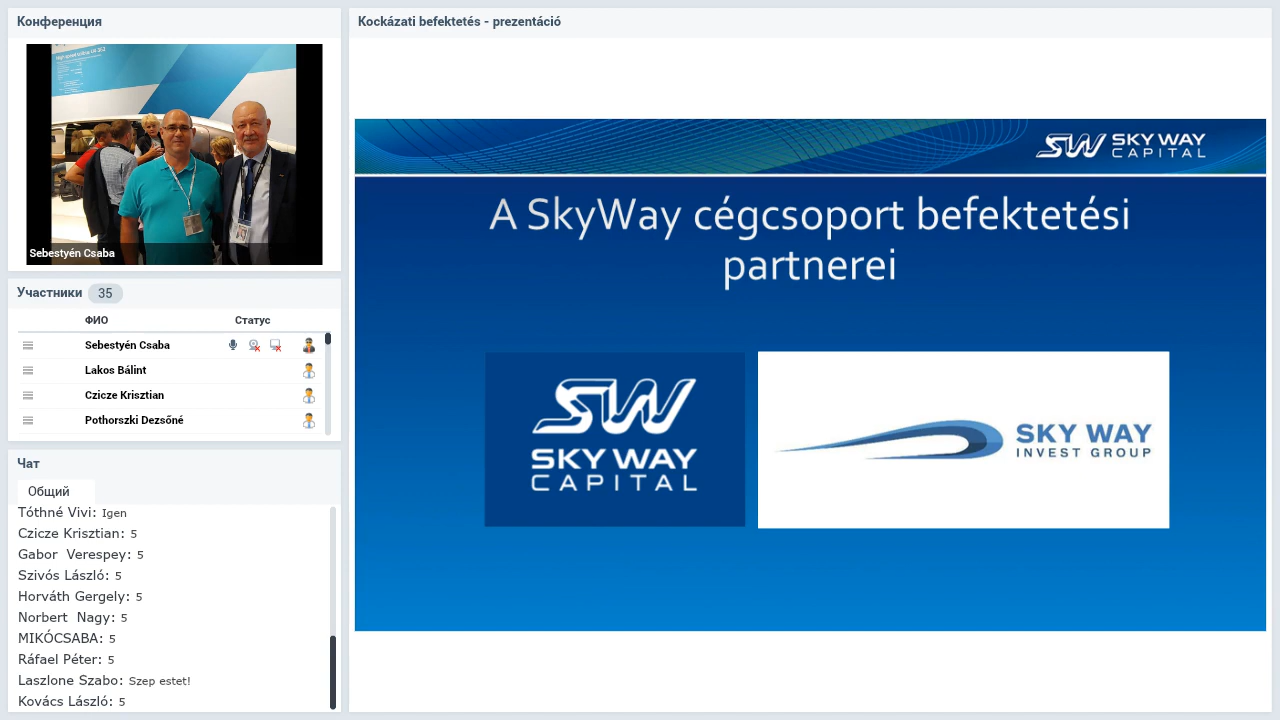 Конференция
Sebestyén Csaba
Участники 35
ФИО Статус
Sebestyén Csaba
Lakos Bálint
Czicze Krisztian
Pothorszki Dezsőné
Чат
Общий
Tóthné Vivi: Igen
Czicze Krisztian: 5
Gabor Verespey: 5
Szivós László: 5
Horváth Gergely: 5
Norbert Nagy: 5
MIKÓCSABA: 5
Ráfael Péter: 5
Laszlone Szabo: Szep estet!
Kovács László: 5
Kockázati befektetés - prezentáció
SW SKY WAY
CAPITAL
A SkyWay cégcsoport befektetési
partnerei
SW
SKY WAY
CAPITAL
SKY WAY
INVEST GROUP